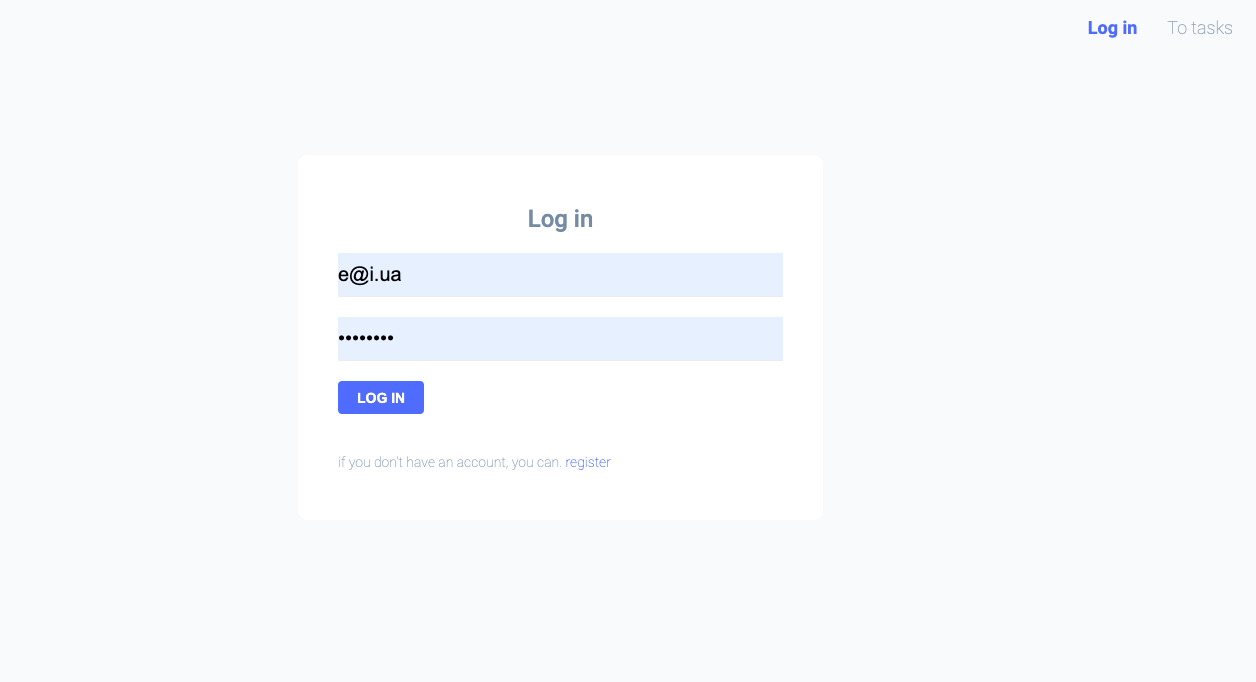 Log in To tasks
Log in
e@i.ua
••••••••
LOG IN
if you don't have an account, you can. register